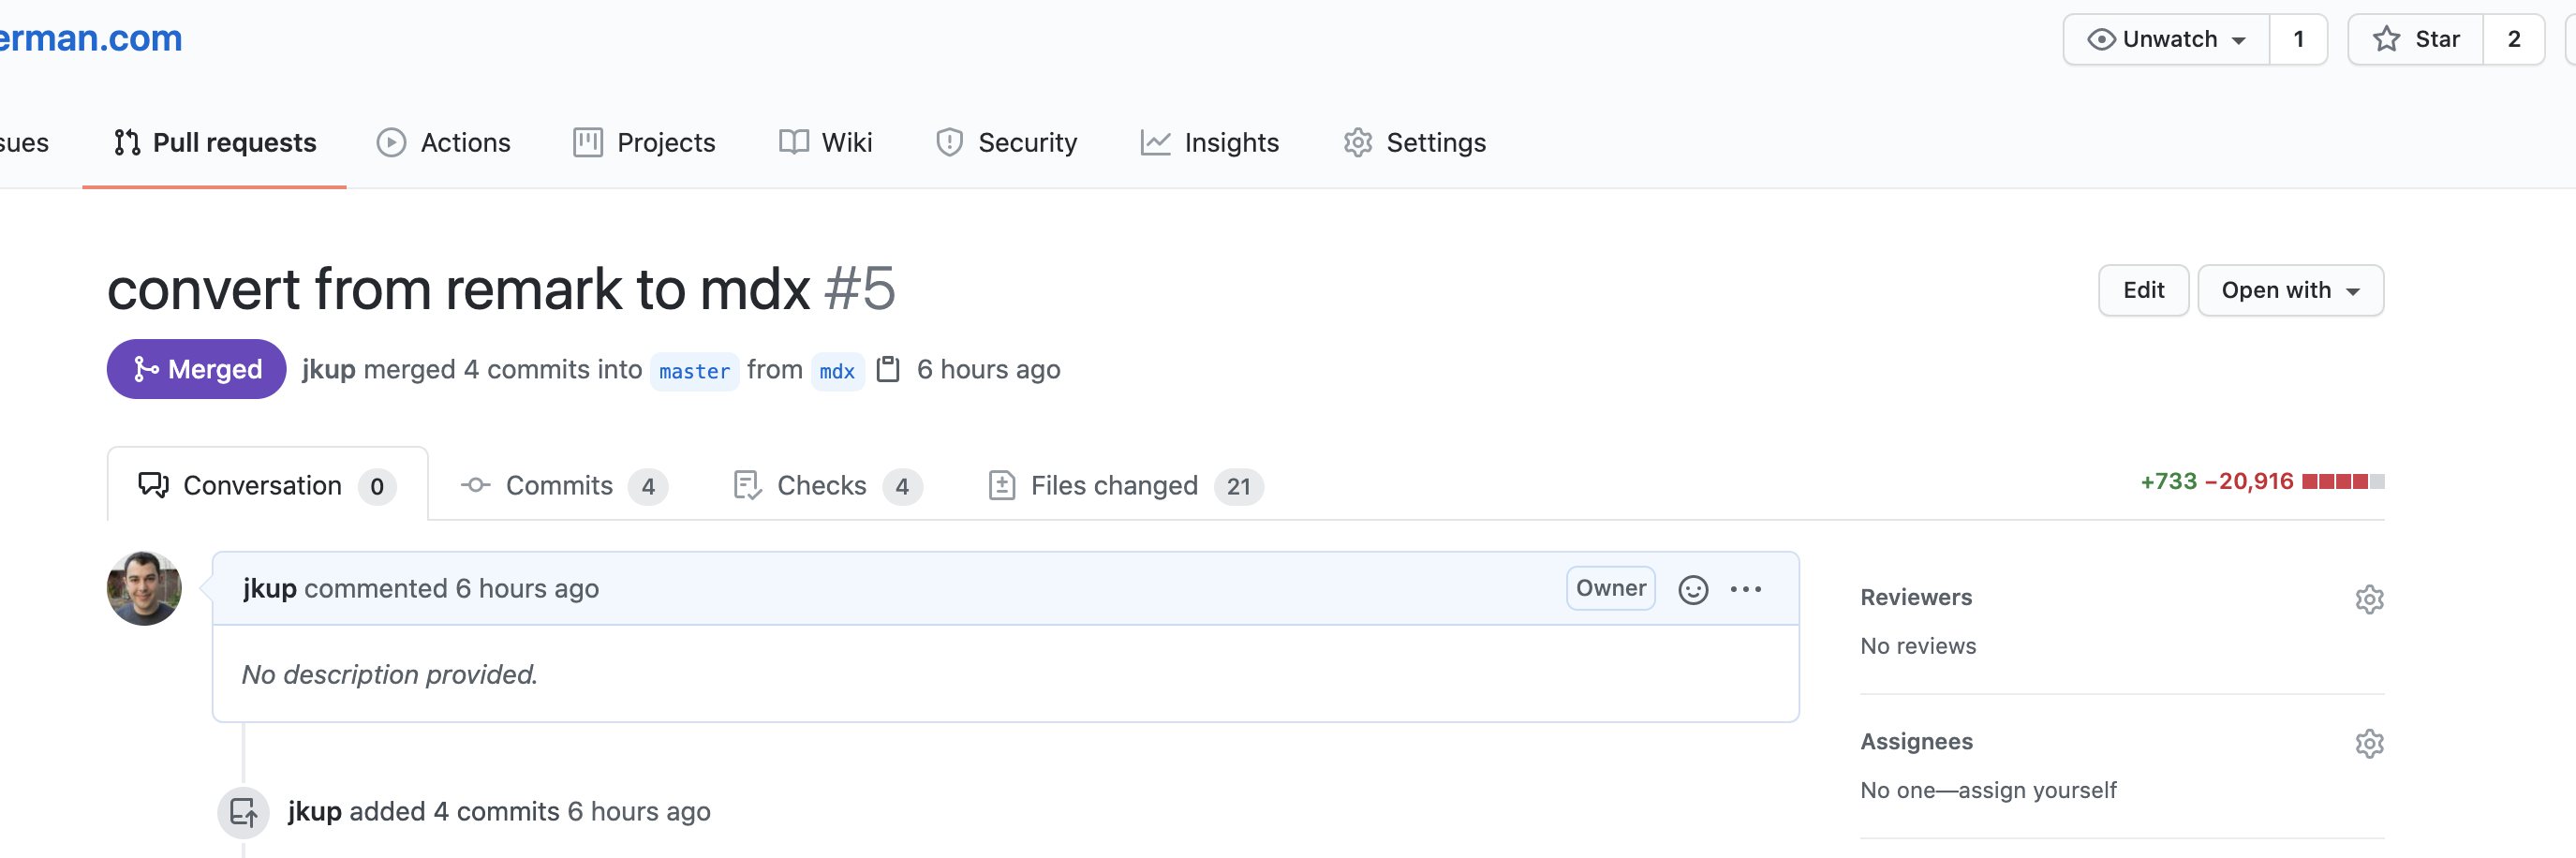 erman.com
Unwatch 1 Star 2
sues Pull requests Actions Projects Wiki Security Insights Settings
convert from remark to mdx #5
Edit Open with
Merged jkup merged 4 commits into master from mdx 6 hours ago
Conversation 0 Commits 4 Checks 4 Files changed 21
+733 −20,916
jkup commented 6 hours ago Owner
No description provided.
jkup added 4 commits 6 hours ago
Reviewers
No reviews
Assignees
No one—assign yourself